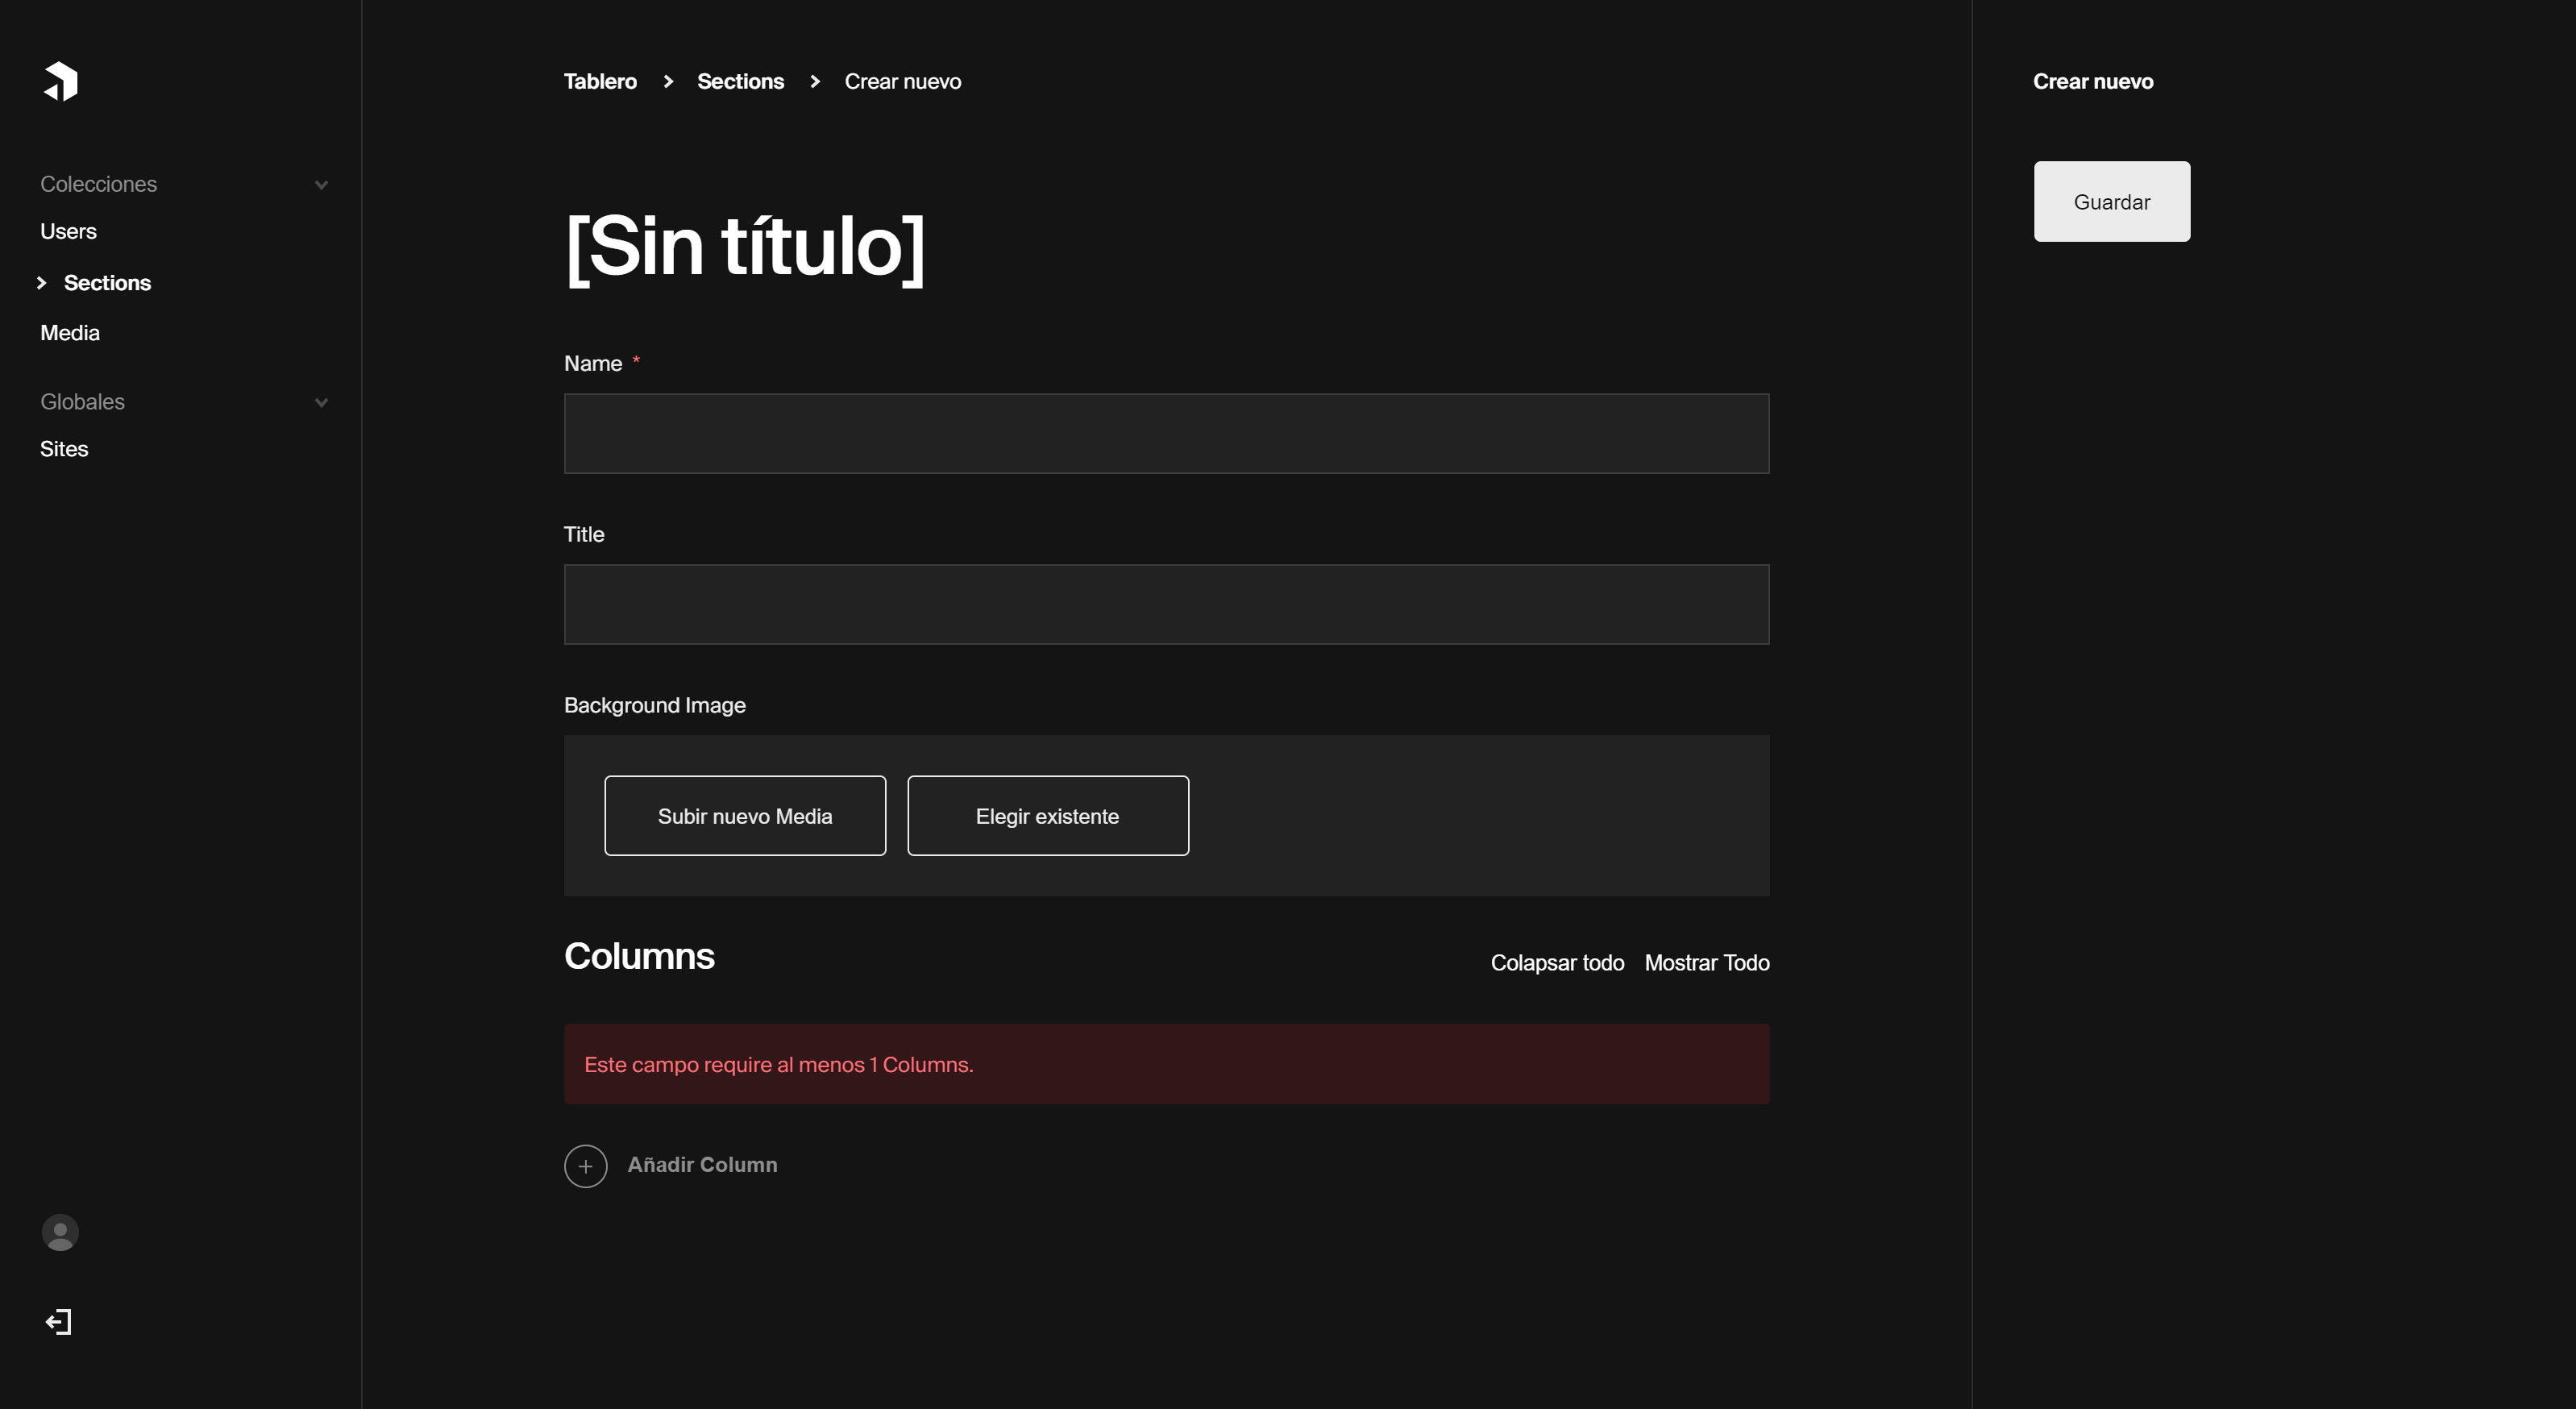 Tablero > Sections > Crear nuevo
Crear nuevo
Colecciones
Users
Sections
Media
Globales
Sites
[Sin título]
Name *
Title
Background Image
Subir nuevo Media
Elegir existente
Columns
Colapsar todo
Mostrar Todo
Este campo require al menos 1 Columns.
Añadir Column
Guardar